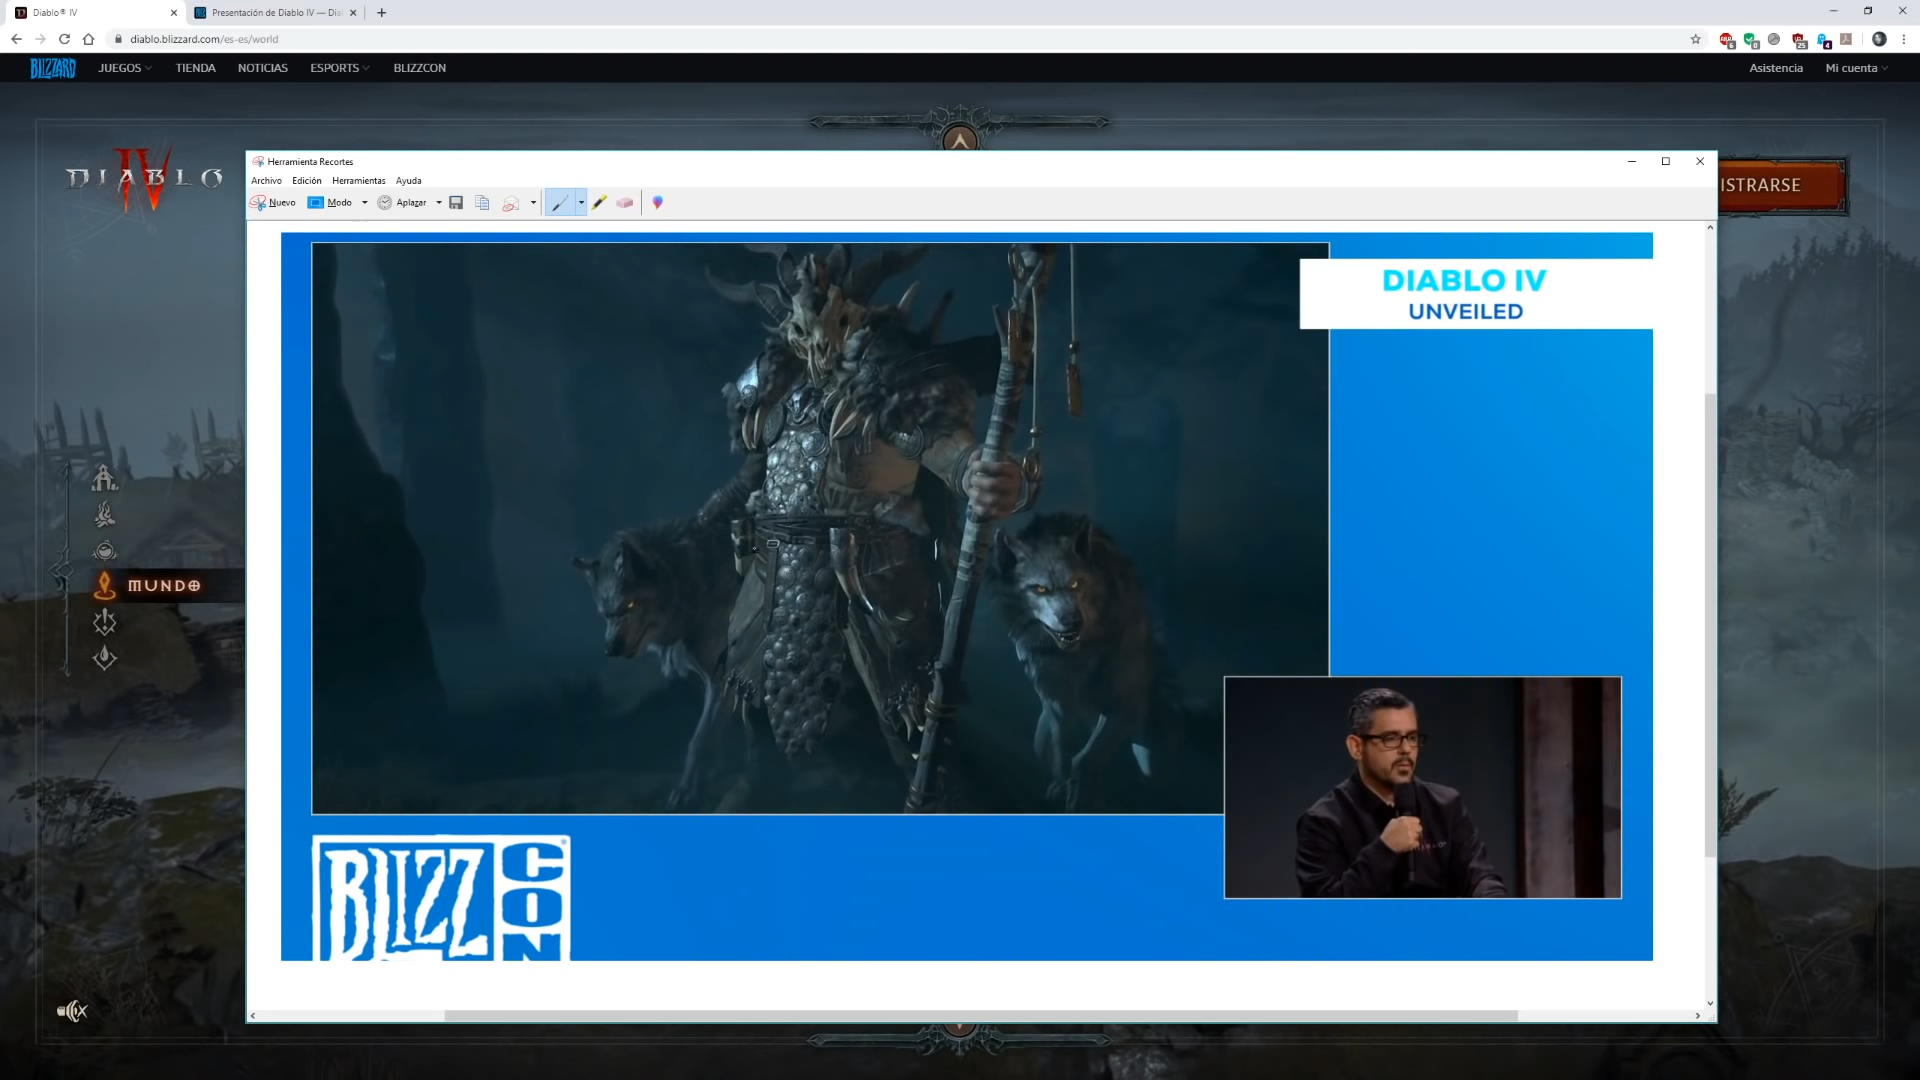 Diablo® IV
Presentación de Diablo IV — Dia
diablo.blizzard.com/es-es/world
BLIZZARD
JUEGOS
TIENDA
NOTICIAS
ESPORTS
BLIZZCON
Asistencia
Mi cuenta
DIABLO IV
ISTRARSE
Herramienta Recortes
Archivo
Edición
Herramientas
Ayuda
Nuevo
Modo
Aplazar
DIABLO IV
UNVEILED
MUNDO
BLIZZ
CON